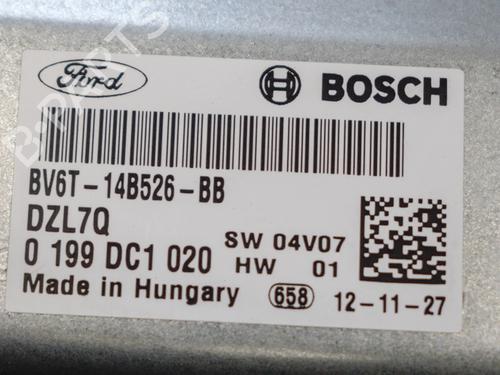 B-PARTS
Ford
BOSCH
BV6T-14B526-BB
DZL7Q
0 199 DC1 020
SW 04V07
HW 01
Made in Hungary
658
12-11-27